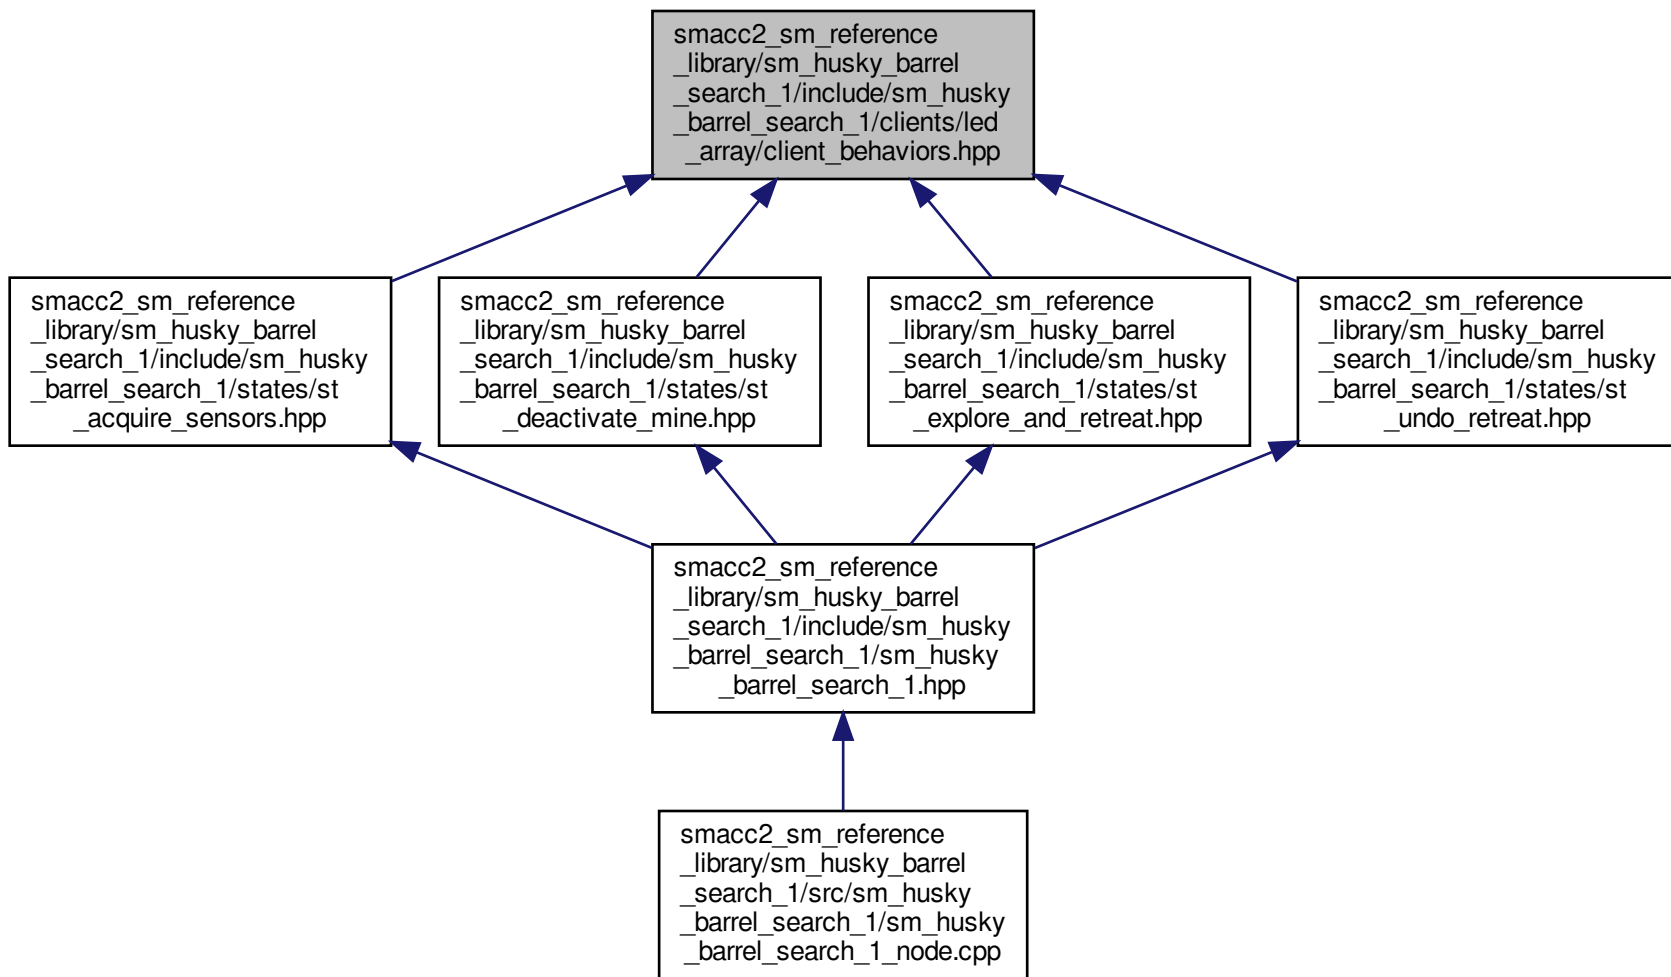 smacc2_sm_reference
_library/sm_husky_barrel
_search_1/include/sm_husky
_barrel_search_1/clients/led
_array/client_behaviors.hpp
smacc2_sm_reference
_library/sm_husky_barrel
_search_1/include/sm_husky
_barrel_search_1/states/st
_acquire_sensors.hpp
smacc2_sm_reference
_library/sm_husky_barrel
_search_1/include/sm_husky
_barrel_search_1/states/st
_deactivate_mine.hpp
smacc2_sm_reference
_library/sm_husky_barrel
_search_1/include/sm_husky
_barrel_search_1/states/st
_explore_and_retreat.hpp
smacc2_sm_reference
_library/sm_husky_barrel
_search_1/include/sm_husky
_barrel_search_1/states/st
_undo_retreat.hpp
smacc2_sm_reference
_library/sm_husky_barrel
_search_1/include/sm_husky
_barrel_search_1/sm_husky
_barrel_search_1.hpp
smacc2_sm_reference
_library/sm_husky_barrel
_search_1/src/sm_husky
_barrel_search_1/sm_husky
_barrel_search_1_node.cpp